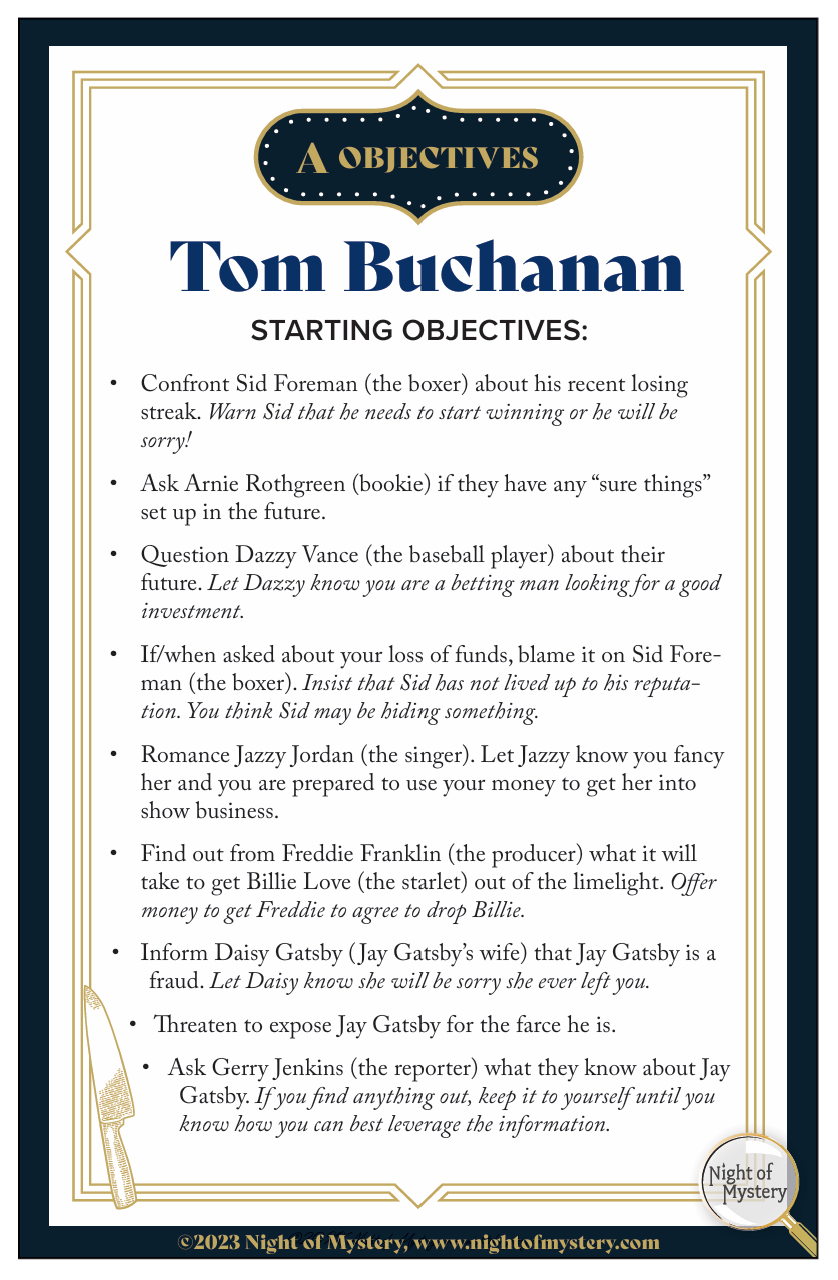 A OBJECTIVES
Tom Buchanan
STARTING OBJECTIVES:
• Confront Sid Foreman (the boxer) about his recent losing
streak. Warn Sid that he needs to start winning or he will be
sorry!
• Ask Arnie Rothgreen (bookie) if they have any “sure things”
set up in the future.
• Question Dazzy Vance (the baseball player) about their
future. Let Dazzy know you are a betting man looking for a good
investment.
• If/when asked about your loss of funds, blame it on Sid Fore-
man (the boxer). Insist that Sid has not lived up to his reputa-
tion. You think Sid may be hiding something.
• Romance Jazzy Jordan (the singer). Let Jazzy know you fancy
her and you are prepared to use your money to get her into
show business.
• Find out from Freddie Franklin (the producer) what it will
take to get Billie Love (the starlet) out of the limelight. Offer
money to get Freddie to agree to drop Billie.
• Inform Daisy Gatsby (Jay Gatsby’s wife) that Jay Gatsby is a
fraud. Let Daisy know she will be sorry she ever left you.
• Threaten to expose Jay Gatsby for the farce he is.
• Ask Gerry Jenkins (the reporter) what they know about Jay
Gatsby. If you find anything out, keep it to yourself until you
know how you can best leverage the information.
Night of
Mystery
©2023 Night of Mystery, www.nightofmystery.com